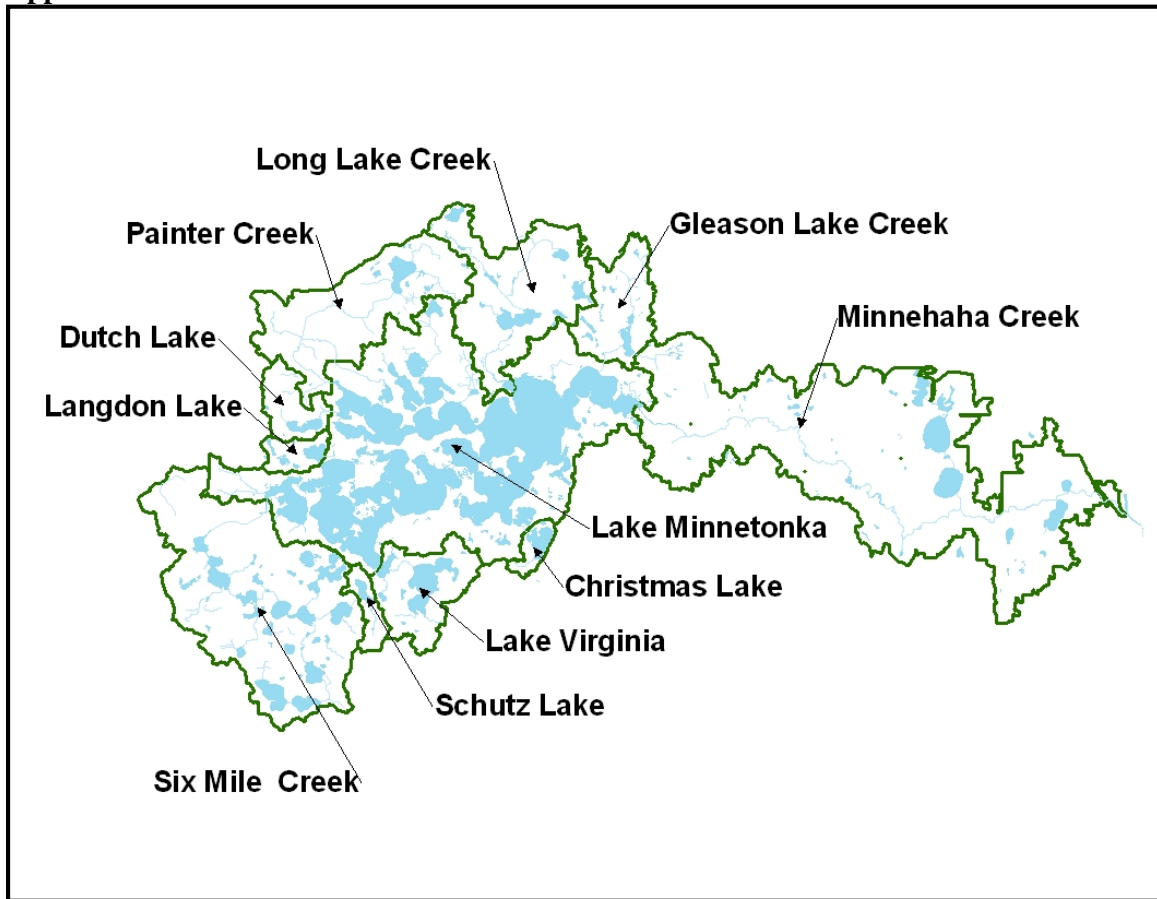 Long Lake Creek
Gleason Lake Creek
Painter Creek
Minnehaha Creek
Dutch Lake
Langdon Lake
Lake Minnetonka
Christmas Lake
Lake Virginia
Schutz Lake
Six Mile  Creek